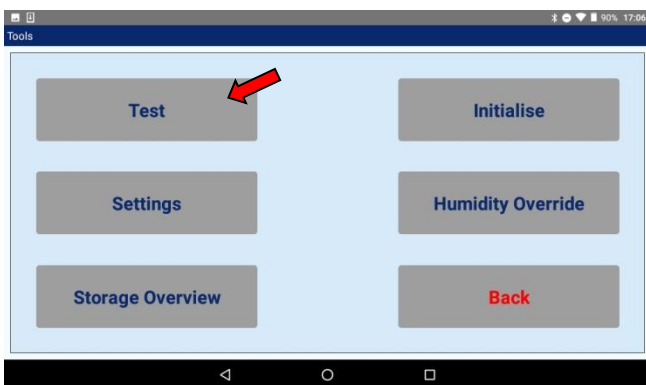 90% 17:06
Tools
Test
Initialise
Settings
Humidity Override
Storage Overview
Back